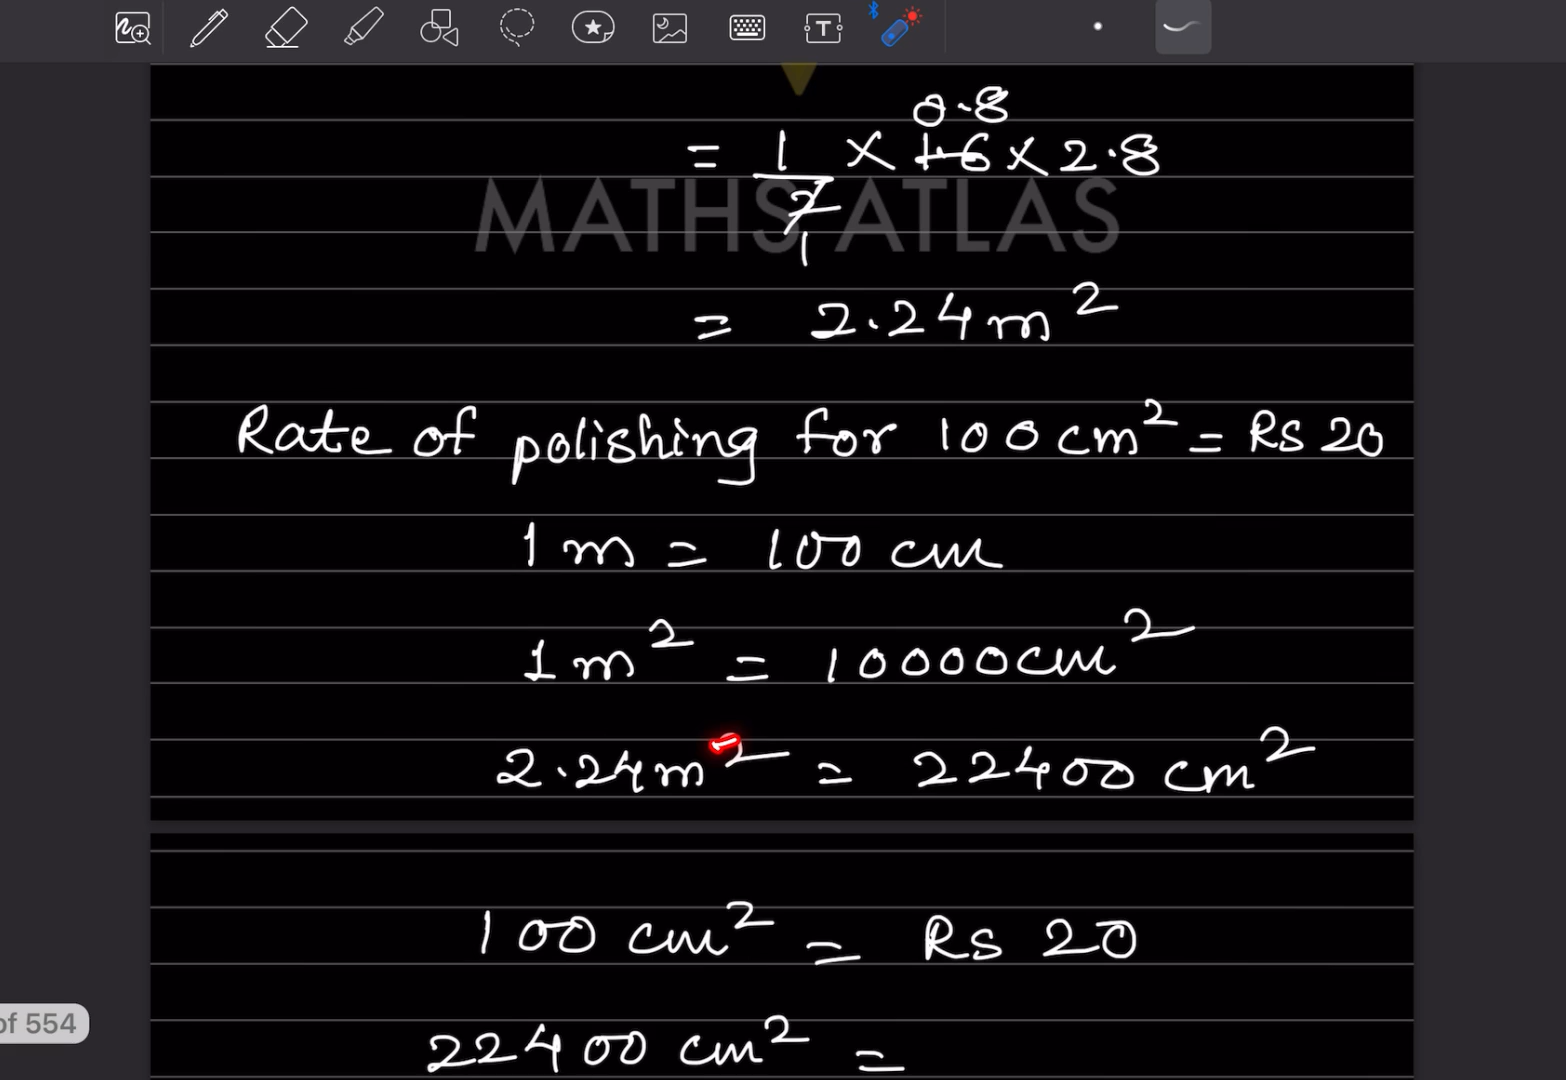 0.8
= 1/2 × 1.6 × 2.8
1
MATHS ATLAS
= 2.24 m²
Rate of polishing for 100 cm² = Rs 20
1 m = 100 cm
1 m² = 10000 cm²
2.24 m² = 22400 cm²
100 cm² = Rs 20
of 554
22400 cm² =